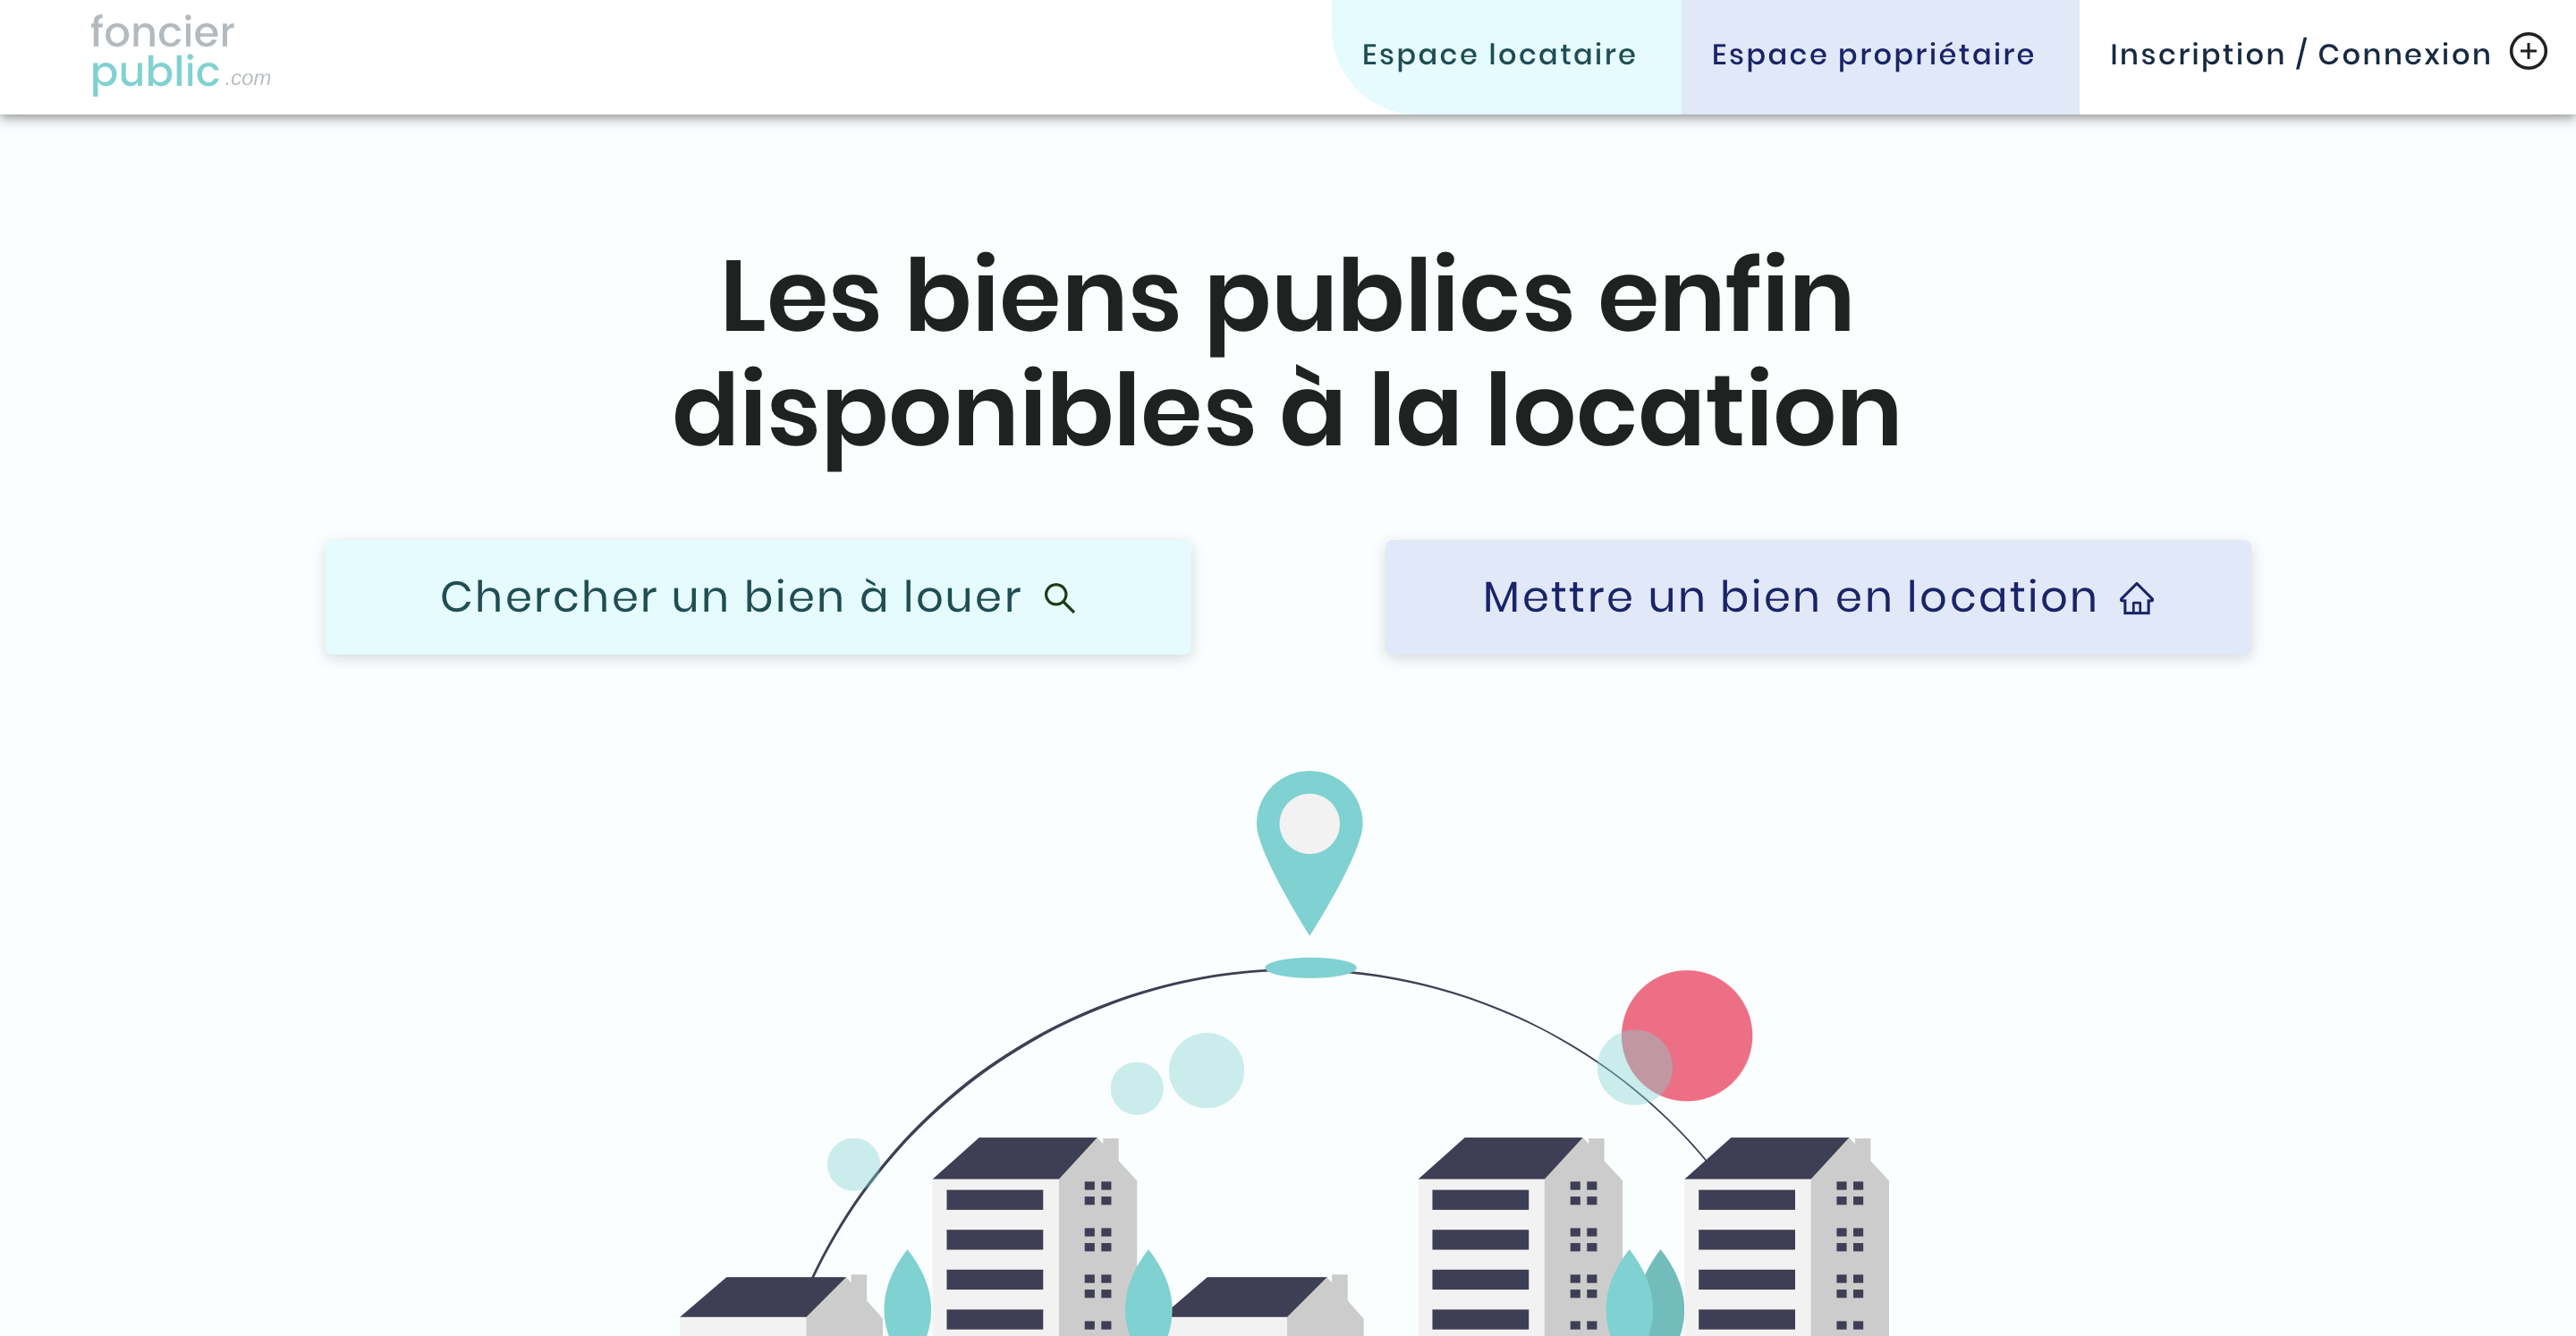 foncier
public .com
Espace locataire
Espace propriétaire
Inscription / Connexion
Les biens publics enfin
disponibles à la location
Chercher un bien à louer
Mettre un bien en location